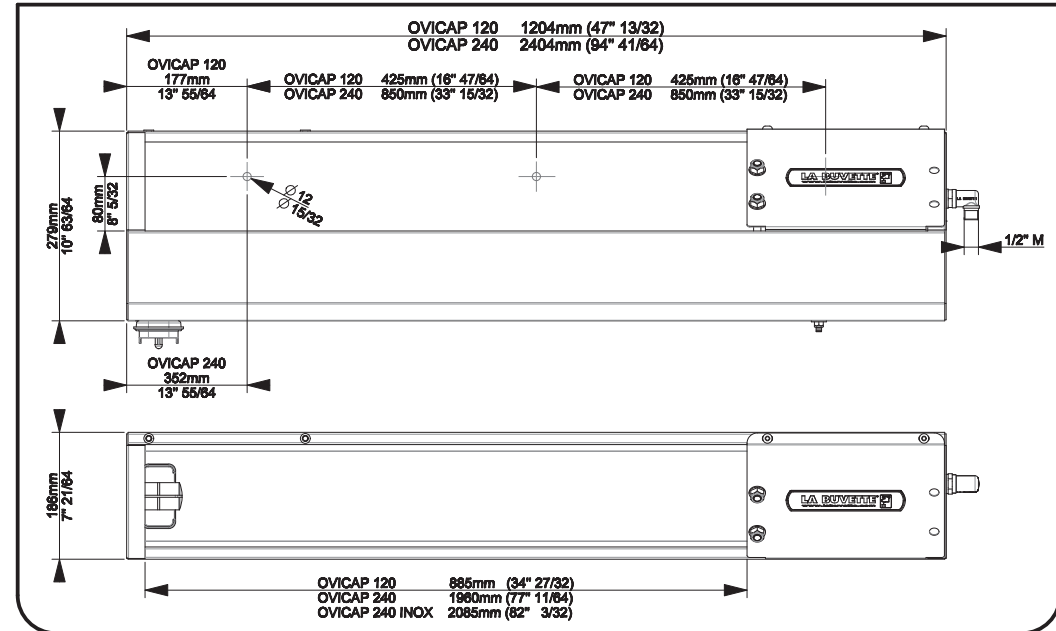 OVICAP 120 1204mm (47" 13/32)
OVICAP 240 2404mm (94" 41/64)
OVICAP 120
177mm
13" 55/64
OVICAP 120 425mm (16" 47/64)
OVICAP 240 850mm (33" 15/32)
OVICAP 120 425mm (16" 47/64)
OVICAP 240 850mm (33" 15/32)
279mm
10" 63/64
80mm
8" 5/32
Ø 12
Ø 15/32
LA BUVETTE
1/2" M
OVICAP 240
352mm
13" 55/64
186mm
7" 21/64
LA BUVETTE
OVICAP 120 885mm (34" 27/32)
OVICAP 240 1960mm (77" 11/64)
OVICAP 240 INOX 2085mm (82" 3/32)